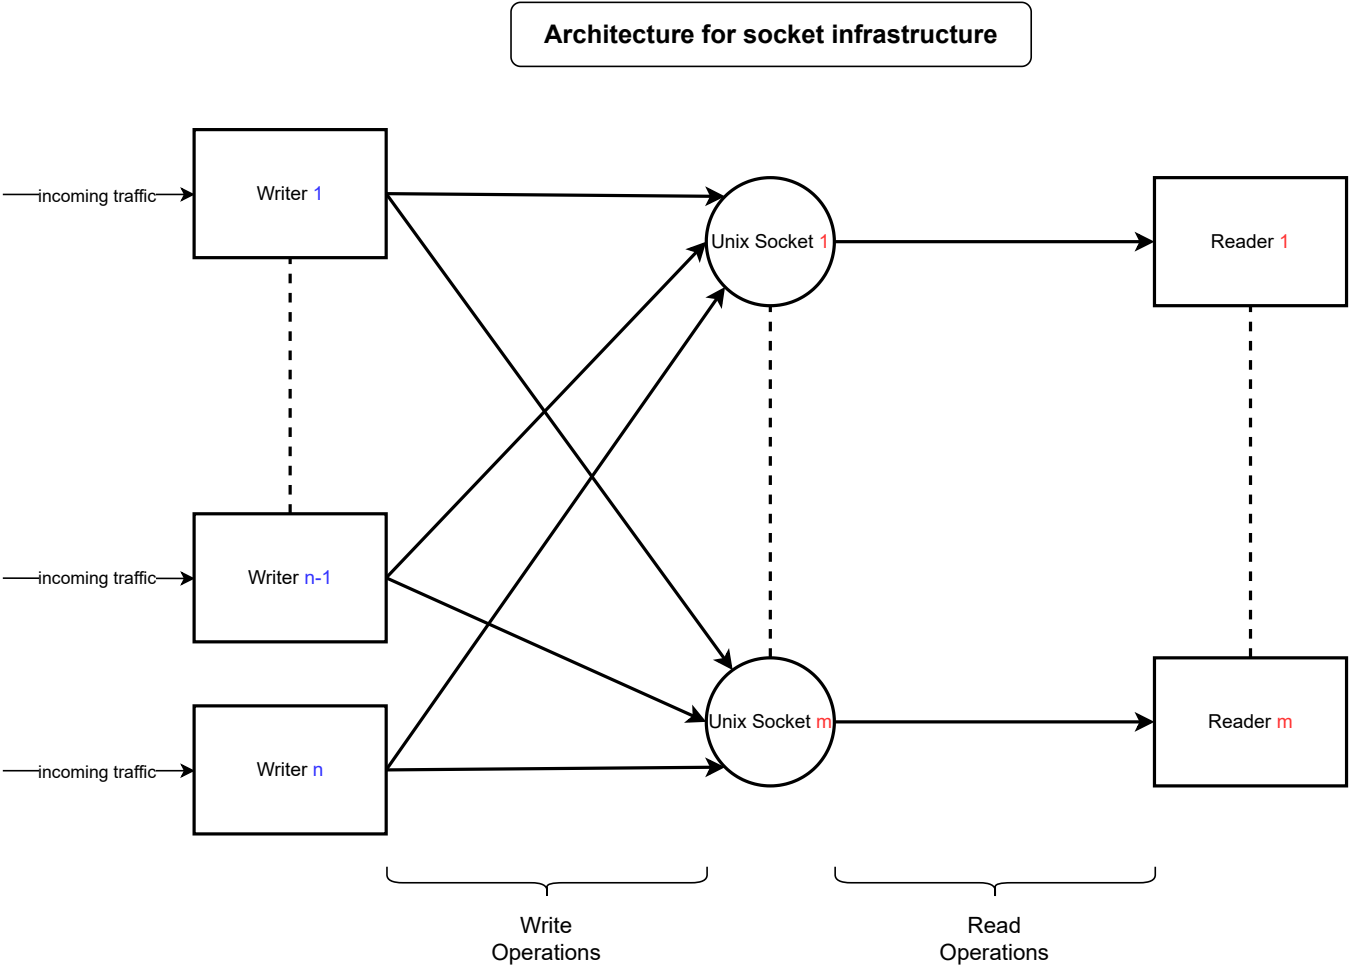 Architecture for socket infrastructure
incoming traffic
Writer 1
Unix Socket 1
Reader 1
incoming traffic
Writer n-1
incoming traffic
Writer n
Unix Socket m
Reader m
Write
Operations
Read
Operations